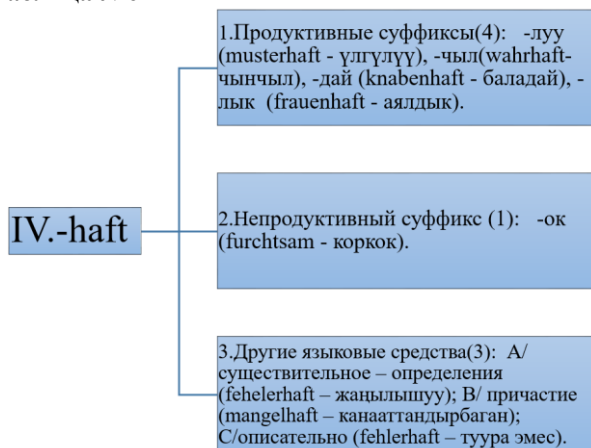 1.Продуктивные суффиксы(4): -луу
(musterhaft - үлгүлүү), -чыл(wahrhaft-
чынчыл), -дай (knabenhaft - баладай), -
лык (frauenhaft - аялдык).
IV.-haft
2.Непродуктивный суффикс (1): -ок
(furchtsam - коркок).
3.Другие языковые средства(3): А/
существительное – определения
(fehelerhaft – жаңылышуу); В/ причастие
(mangelhaft – канааттандырбаган);
С/описательно (fehlerhaft – туура эмес).